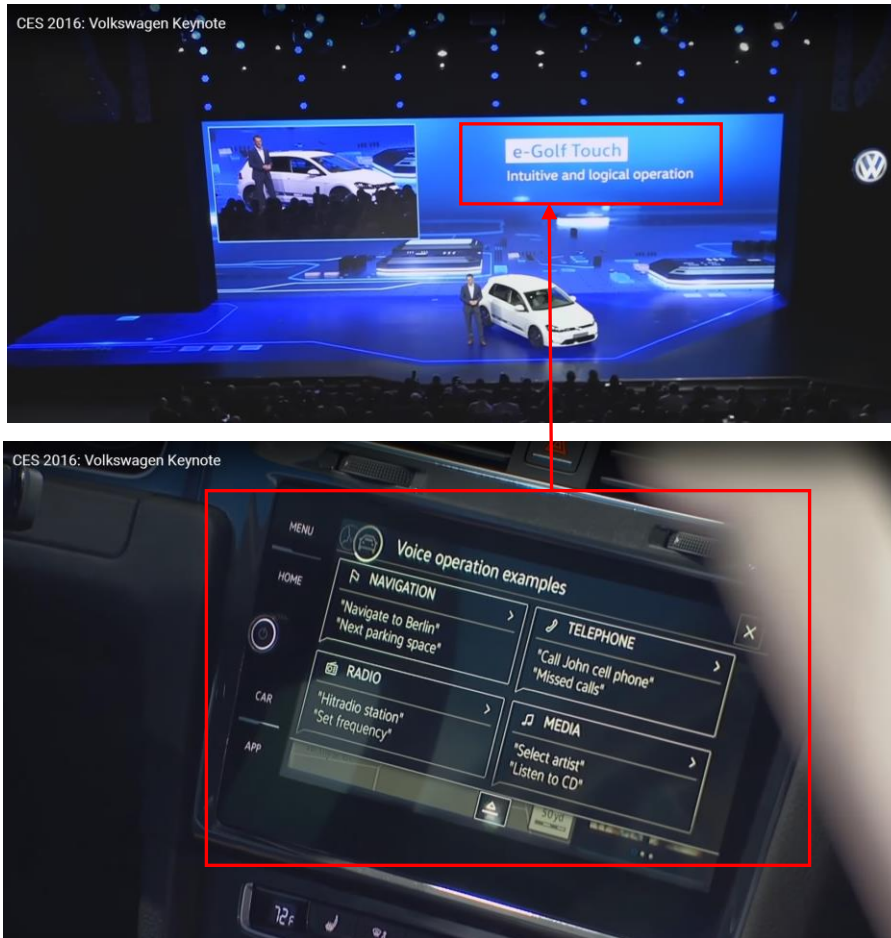 CES 2016: Volkswagen Keynote
e-Golf Touch
Intuitive and logical operation
CES 2016: Volkswagen Keynote
MENU
HOME
CAR
APP
Voice operation examples
NAVIGATION
"Navigate to Berlin"
"Next parking space"
TELEPHONE
"Call John cell phone"
"Missed calls"
RADIO
"Hitradio station"
"Set frequency"
MEDIA
"Select artist"
"Listen to CD"
50yd
72F